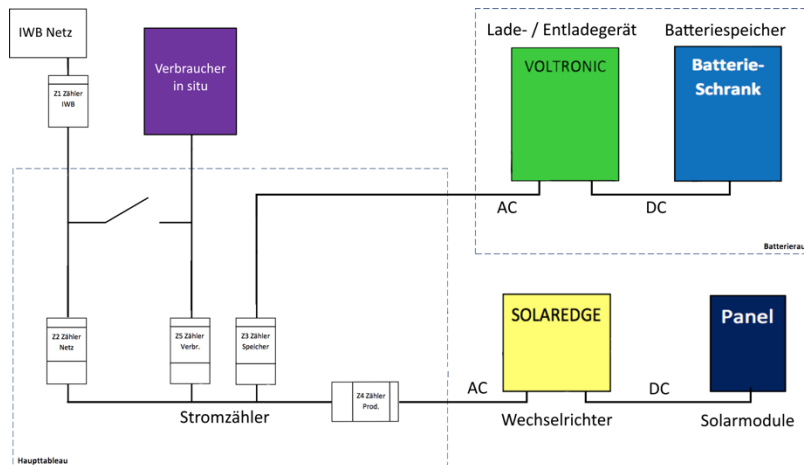 IWB Netz
Z1 Zähler
IWB
Verbraucher
in situ
Lade- / Entladegerät
Batteriespeicher
VOLTRONIC
Batterie-
Schrank
AC
DC
Batterierau
Z2 Zähler
Netz
Z5 Zähler
Verbr.
Z3 Zähler
Speicher
Z4 Zähler
Prod.
Stromzähler
SOLAREDGE
Panel
AC
DC
Wechselrichter
Solarmodule
Haupttableau